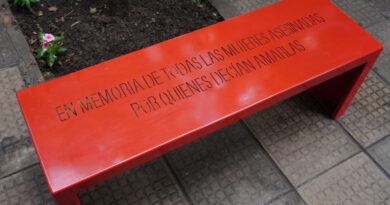 EN MEMORIA DE TODAS LAS MUJERES ASESINADAS
POR QUIENES DECÍAN AMARLAS